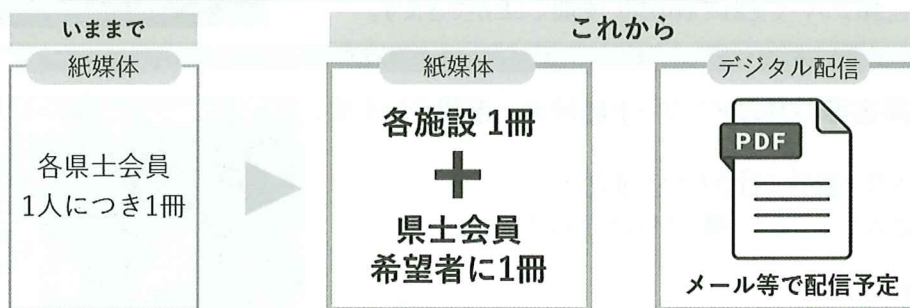 いままで
紙媒体
各県士会員
1人につき1冊
これから
紙媒体
各施設 1冊
+
県士会員
希望者に1冊
デジタル配信
PDF
メール等で配信予定